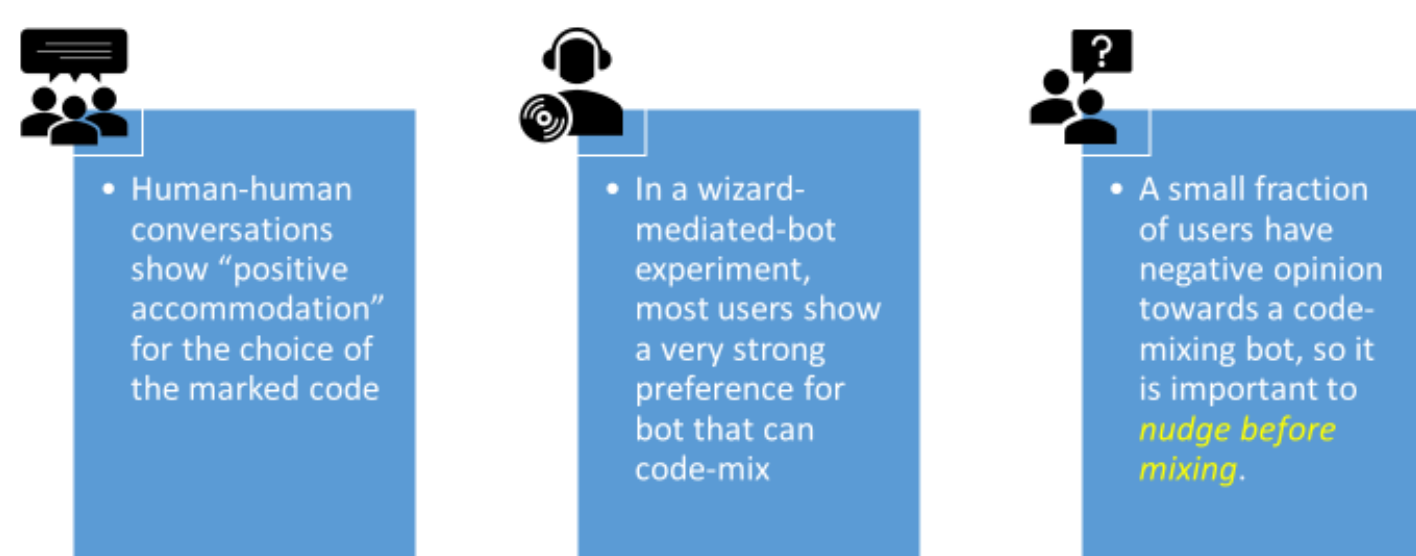 ?
• Human-human
conversations
show “positive
accommodation”
for the choice of
the marked code
• In a wizard-
mediated-bot
experiment,
most users show
a very strong
preference for
bot that can
code-mix
• A small fraction
of users have
negative opinion
towards a code-
mixing bot, so it
is important to
nudge before
mixing.